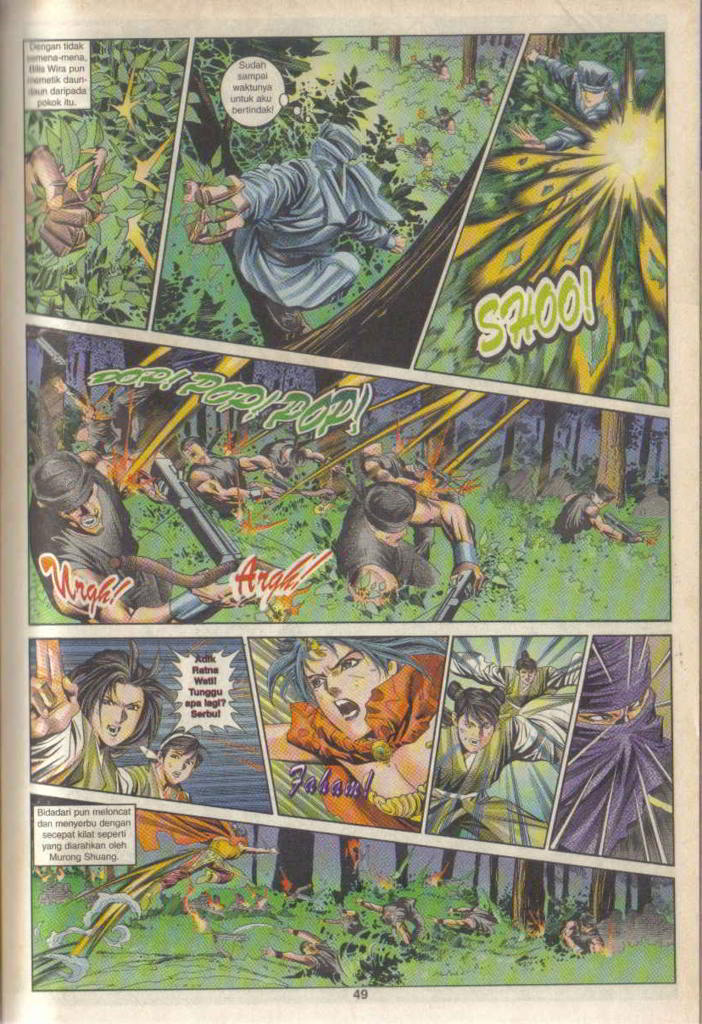 Dengan tidak
semena-mena,
Bilis Wira pun
memetik daun-
daun daripada
pokok itu.
Sudah
sampai
waktunya
untuk aku
bertindak!
SHOO!
POP! POP! POP!
Urgh!
Argh!
Adik
Ratna
Wati!
Tunggu
apa lagi?
Serbu!
Faham!
Bidadari pun meloncat
dan menyerbu dengan
secepat kilat seperti
yang diarahkan oleh
Murong Shuang.
49